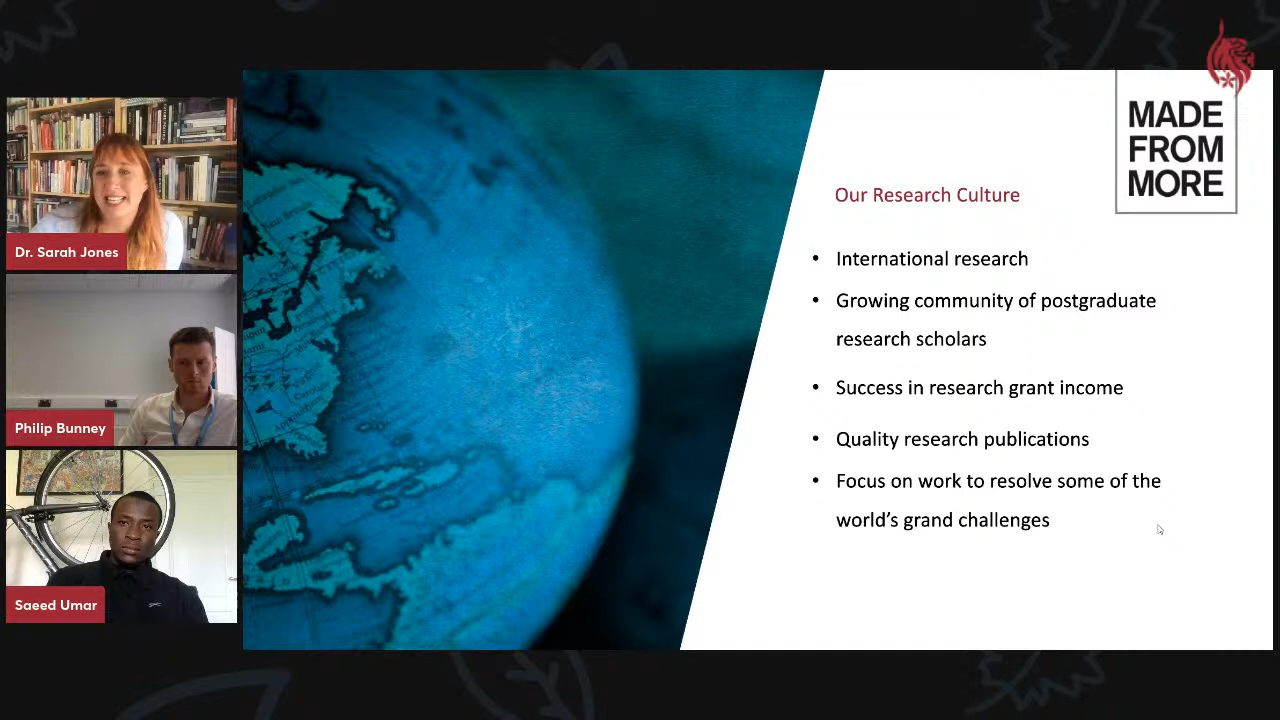 MADE
FROM
MORE
Our Research Culture
• International research
• Growing community of postgraduate
research scholars
• Success in research grant income
• Quality research publications
• Focus on work to resolve some of the
world’s grand challenges
Dr. Sarah Jones
Philip Bunney
Saeed Umar